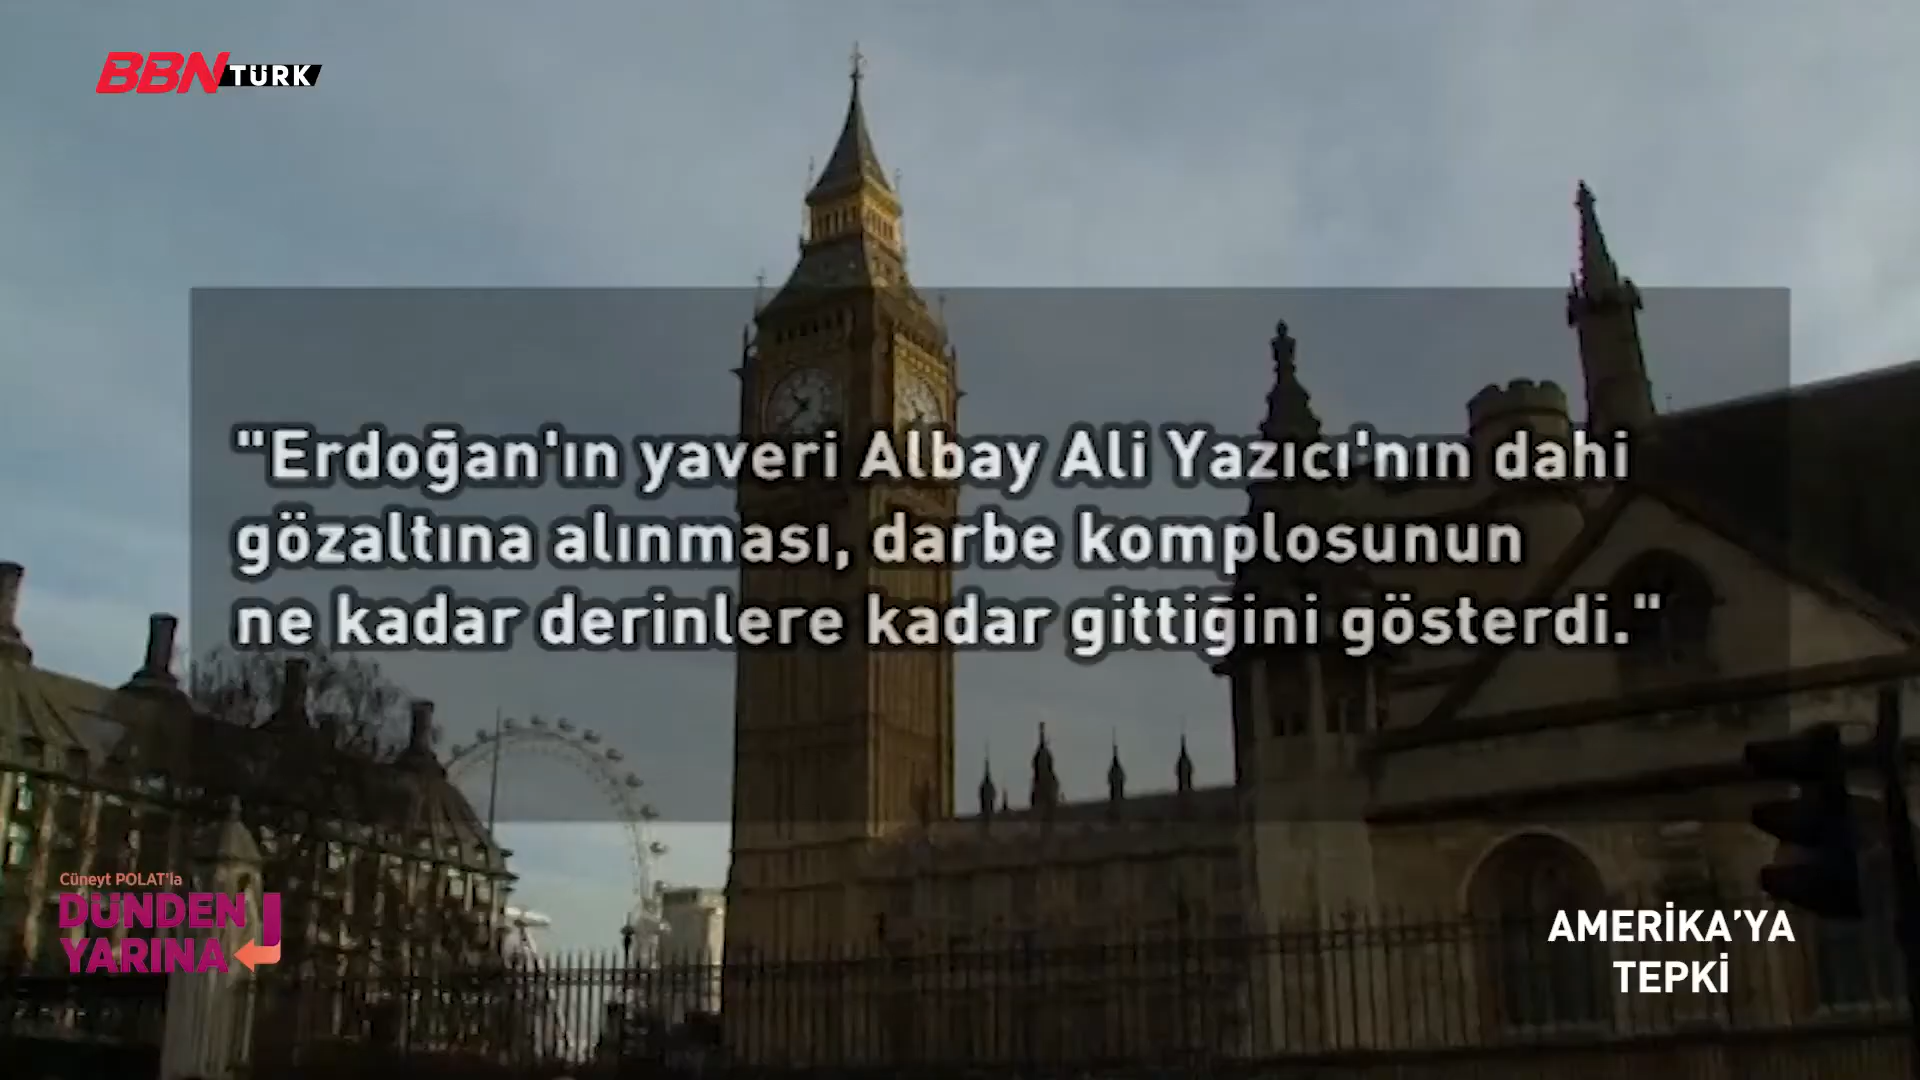 BBN TÜRK
"Erdoğan'ın yaveri Albay Ali Yazıcı'nın dahi
gözaltına alınması, darbe komplosunun
ne kadar derinlere kadar gittiğini gösterdi."
Cüneyt POLAT'la
DÜNDEN
YARINA
AMERİKA'YA
TEPKİ